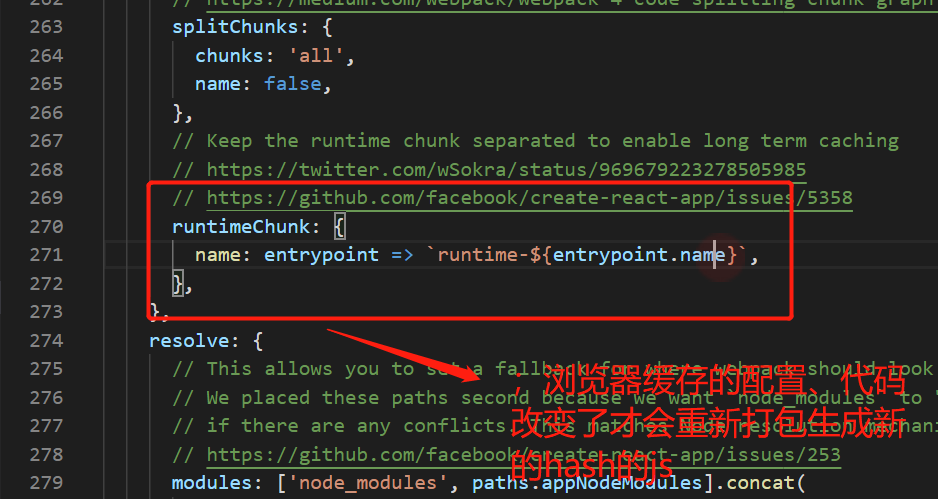 262 // https://medium.com/webpack/webpack-4-code-splitting-chunk-graph
263 splitChunks: {
264 chunks: 'all',
265 name: false,
266 },
267 // Keep the runtime chunk separated to enable long term caching
268 // https://twitter.com/wSokra/status/969679223278505985
269 // https://github.com/facebook/create-react-app/issues/5358
270 runtimeChunk: {
271 name: entrypoint => `runtime-${entrypoint.name}`,
272 },
273 },
274 resolve: {
275 // This allows you to set a fallback for where webpack should look
276 // We placed these paths second because we want `node_modules` to "
277 // if there are any conflicts. This matches Node resolution mechani
278 // https://github.com/facebook/create-react-app/issues/253
279 modules: ['node_modules', paths.appNodeModules].concat(
：浏览器缓存的配置、代码
改变了才会重新打包生成新
的hash的js